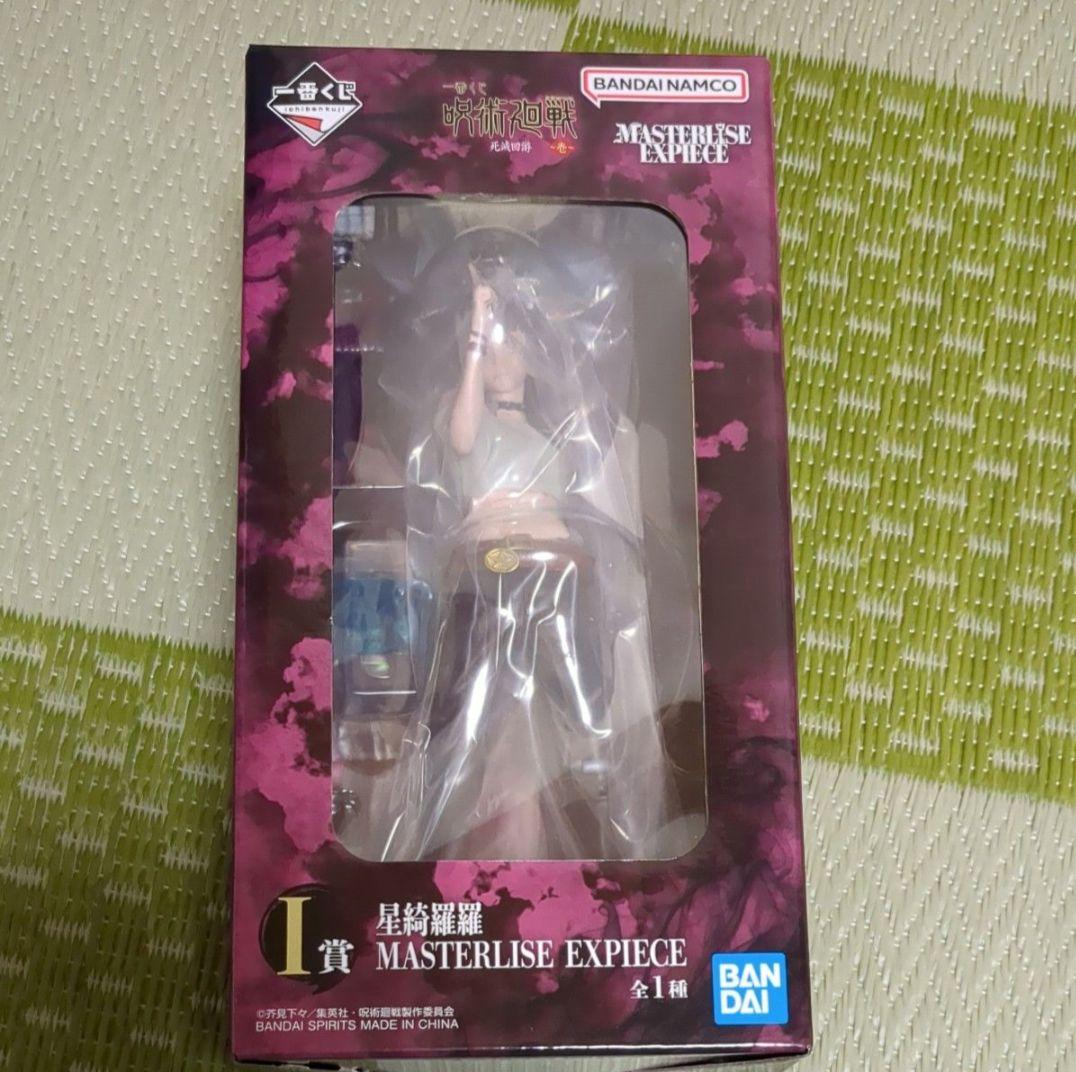 一番くじ
ichibankuji
一番くじ
呪術廻戦
死滅回游 ~壱~
BANDAI NAMCO
MASTERLISE
EXPIECE
I賞
星綺羅羅
MASTERLISE EXPIECE
全1種
BAN
DAI
©芥見下々/集英社・呪術廻戦製作委員会
BANDAI SPIRITS MADE IN CHINA